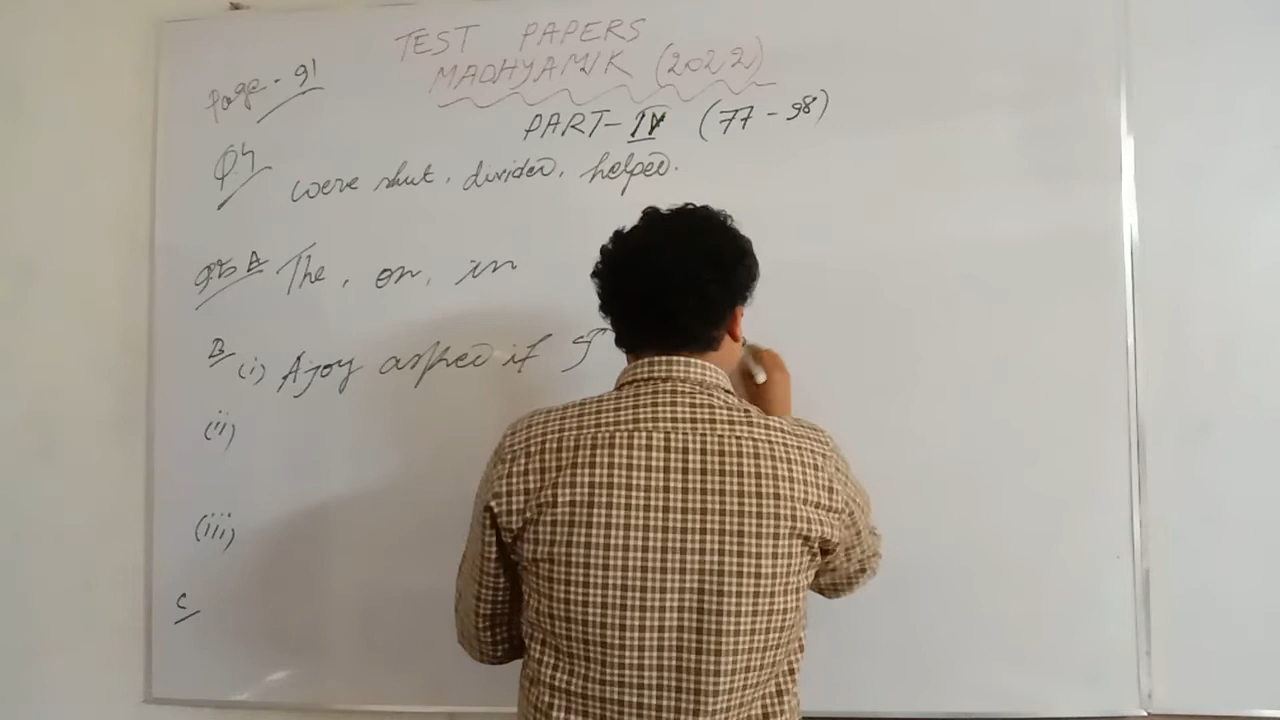 TEST PAPERS
MADHYAMIK (2022)
Page - 91
PART-IV (77-98)
Q4
were shut, divided, helped.
Q5 A The, on, in
B (i) Ajoy asked if
(ii)
(iii)
C